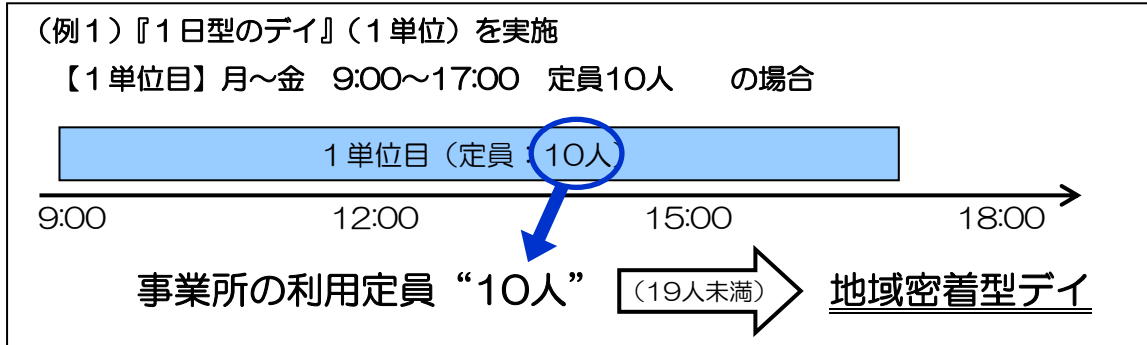 （例１）『１日型のデイ』（１単位）を実施
【１単位目】月～金　9:00～17:00　定員10人　　の場合
１単位目（定員：10人）
9:00　12:00　15:00　18:00
事業所の利用定員“10人”　（19人未満）　地域密着型デイ